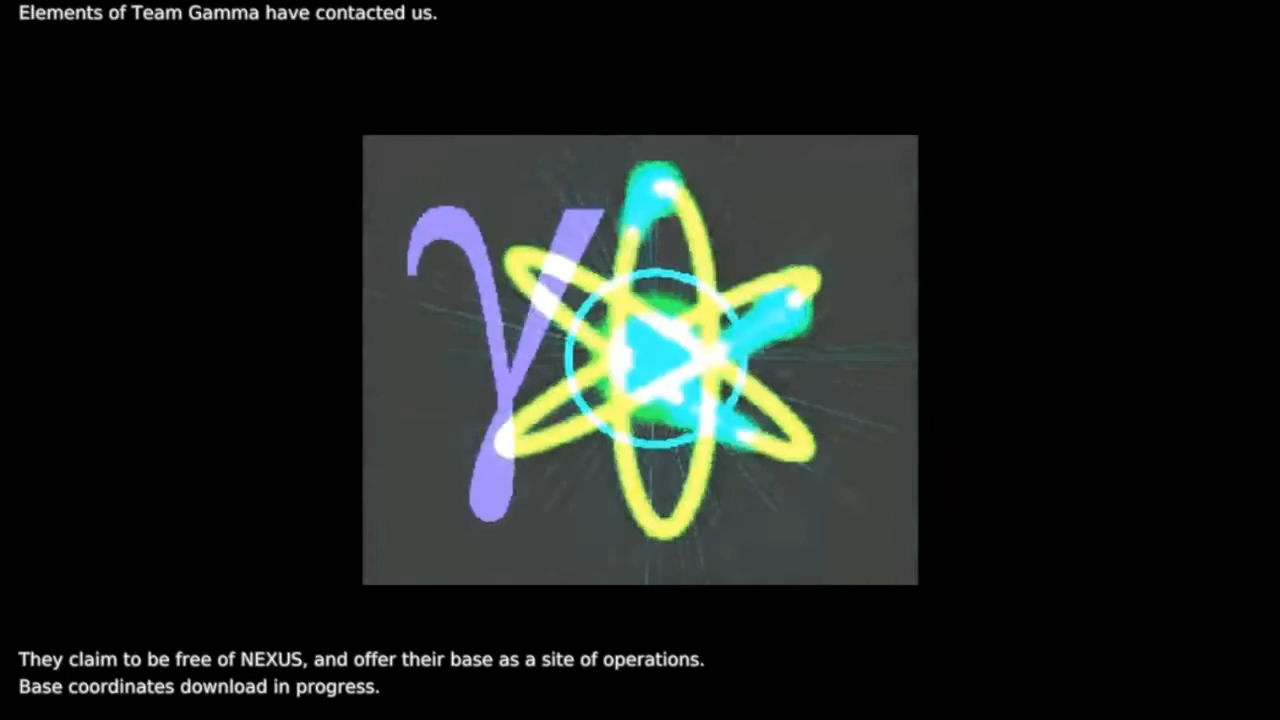 Elements of Team Gamma have contacted us.
γ
They claim to be free of NEXUS, and offer their base as a site of operations.
Base coordinates download in progress.